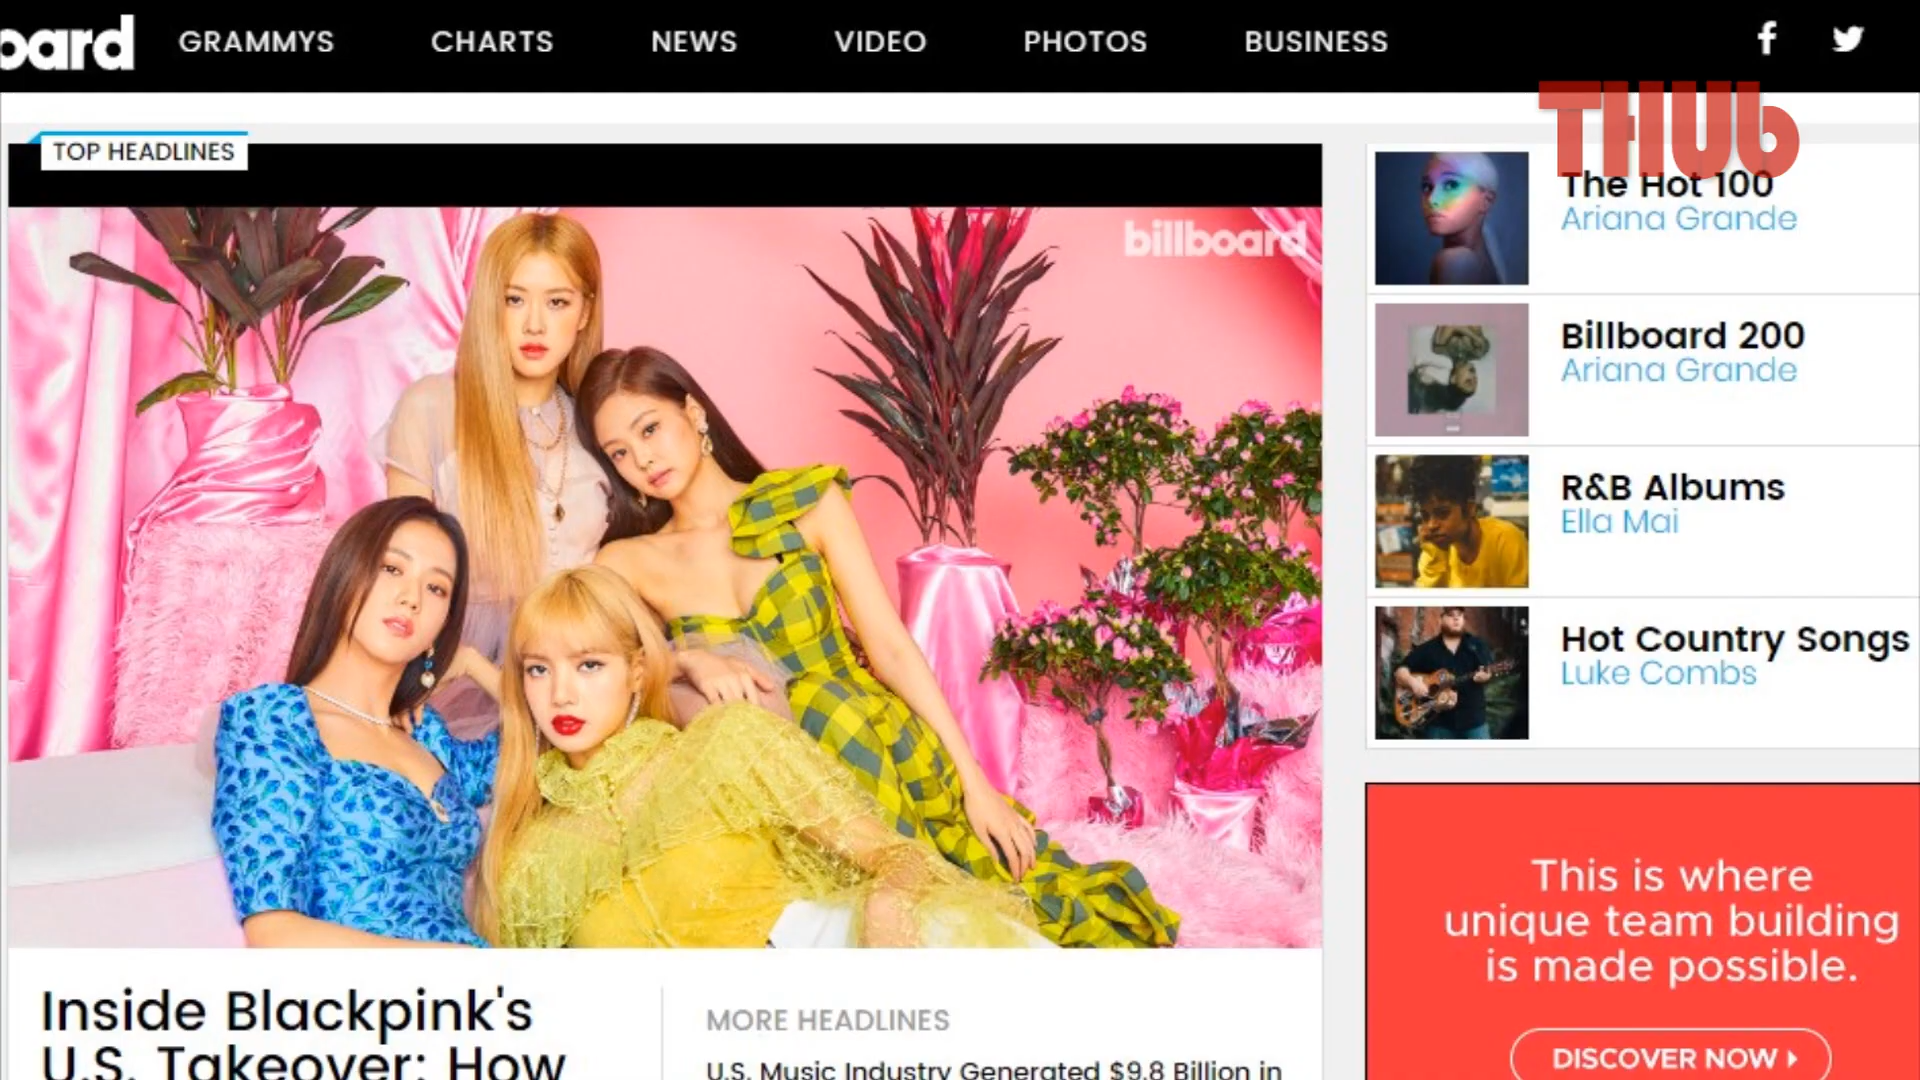 oard
GRAMMYS
CHARTS
NEWS
VIDEO
PHOTOS
BUSINESS
THUb
TOP HEADLINES
billboard
The Hot 100
Ariana Grande
Billboard 200
Ariana Grande
R&B Albums
Ella Mai
Hot Country Songs
Luke Combs
This is where
unique team building
is made possible.
DISCOVER NOW
Inside Blackpink's
U.S. Takeover: How
MORE HEADLINES
U.S. Music Industry Generated $9.8 Billion in